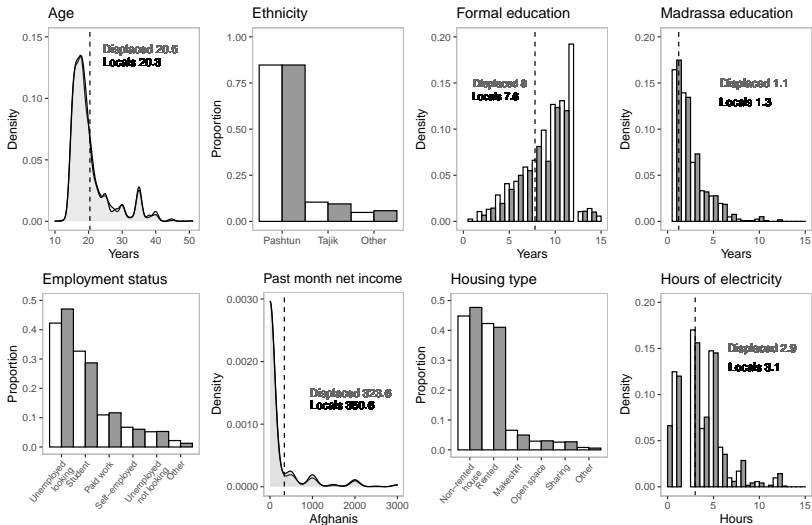 Age
0.15
0.10
0.05
0.00
Density
Displaced 20.5
Locals 20.3
10 20 30 40 50
Years
Ethnicity
1.00
0.75
0.50
0.25
0.00
Proportion
Pashtun Tajik Other
Formal education
0.20
0.15
0.10
0.05
0.00
Density
Displaced 8
Locals 7.6
0 5 10 15
Years
Madrassa education
0.20
0.15
0.10
0.05
0.00
Density
Displaced 1.1
Locals 1.3
0 5 10 15
Years
Employment status
0.5
0.4
0.3
0.2
0.1
0.0
Proportion
Unemployed
looking
Student
Paid work
Self−employed
Unemployed
not looking
Other
Past month net income
0.0030
0.0020
0.0010
0.0000
Density
Displaced 323.6
Locals 350.6
0 1000 2000 3000
Afghanis
Housing type
0.5
0.4
0.3
0.2
0.1
0.0
Proportion
Non−rented
house
Rented
Makeshift
Open space
Sharing
Other
Hours of electricity
0.20
0.15
0.10
0.05
0.00
Density
Displaced 2.9
Locals 3.1
0 5 10 15
Hours